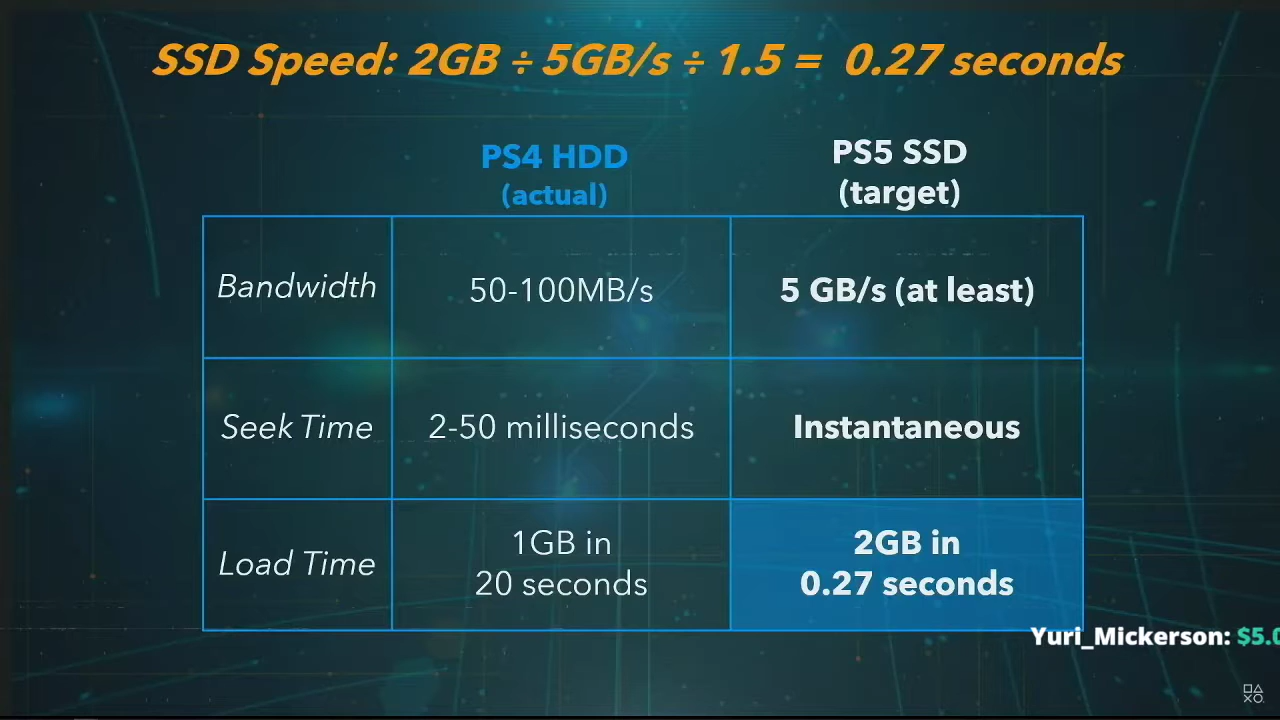 SSD Speed: 2GB ÷ 5GB/s ÷ 1.5 = 0.27 seconds
PS4 HDD
(actual)
PS5 SSD
(target)
Bandwidth
50-100MB/s
5 GB/s (at least)
Seek Time
2-50 milliseconds
Instantaneous
Load Time
1GB in
20 seconds
2GB in
0.27 seconds
Yuri_Mickerson: $5.0